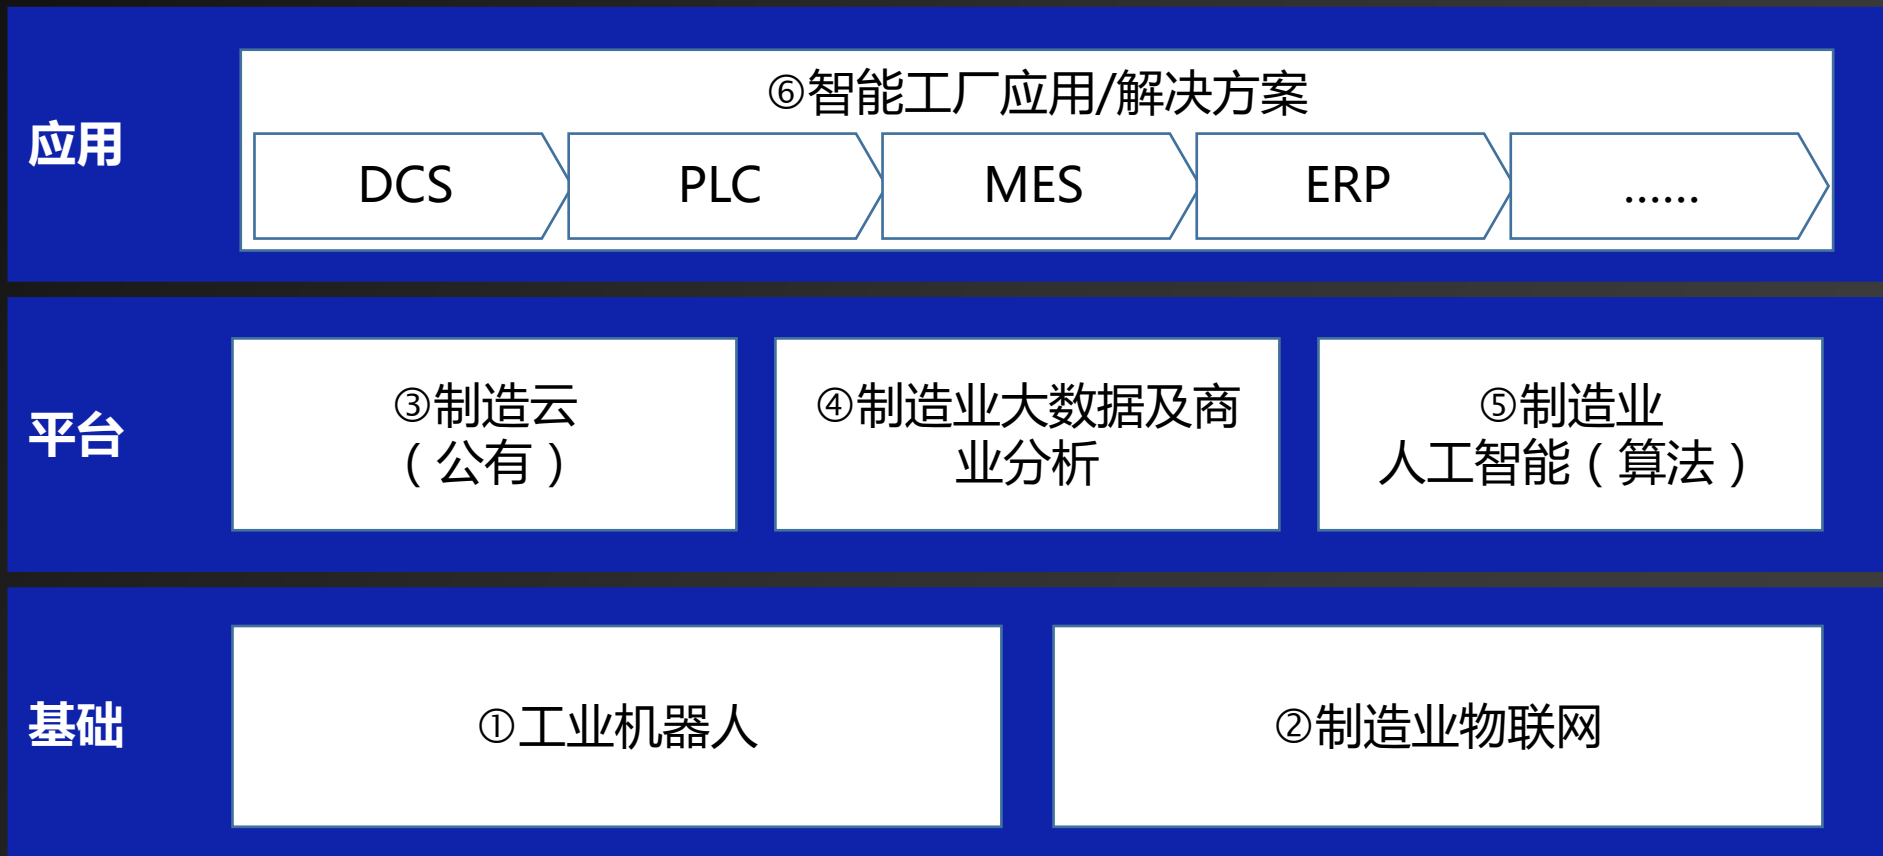 应用
⑥智能工厂应用/解决方案
DCS
PLC
MES
ERP
......
平台
③制造云
（公有）
④制造业大数据及商
业分析
⑤制造业
人工智能（算法）
基础
①工业机器人
②制造业物联网